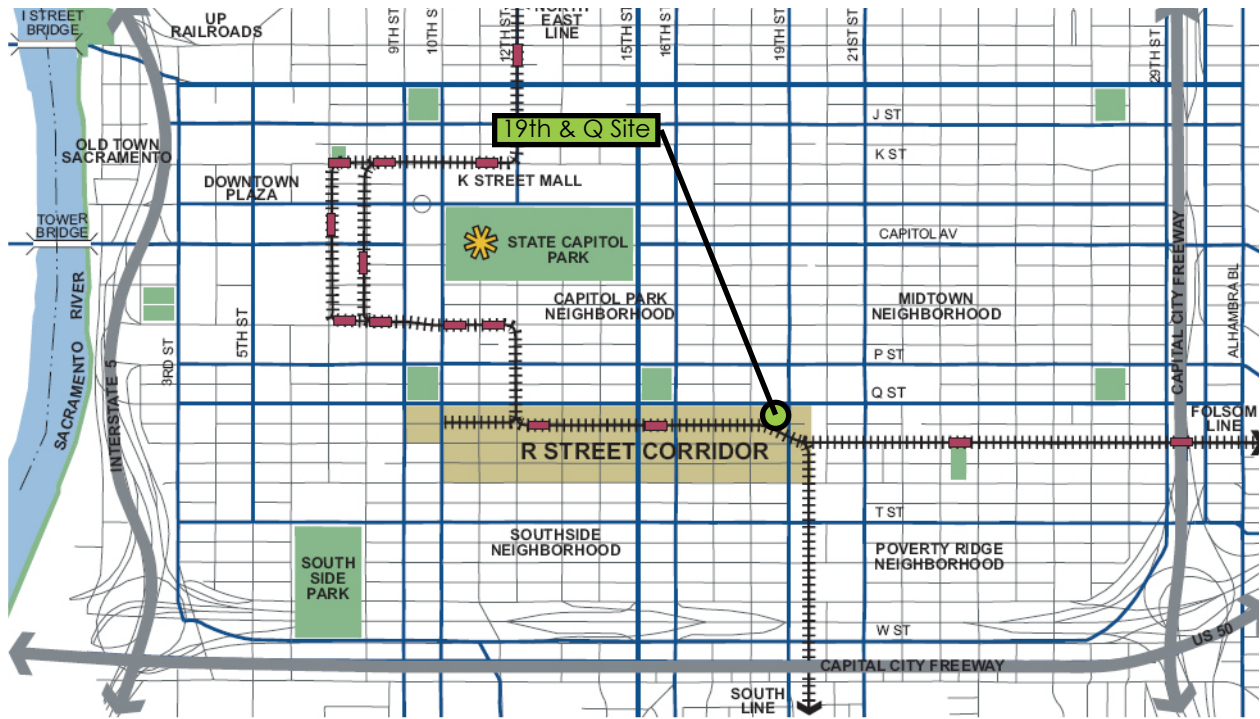 I STREET
BRIDGE
UP
RAILROADS
9TH ST
10TH S
12TH ST
NORTH
EAST
LINE
15TH ST
16TH ST
19TH ST
21ST ST
29TH ST
J ST
19th & Q Site
OLD TOWN
SACRAMENTO
K ST
DOWNTOWN
PLAZA
K STREET MALL
TOWER
BRIDGE
STATE CAPITOL
PARK
CAPITOL AV
CAPITOL PARK
NEIGHBORHOOD
MIDTOWN
NEIGHBORHOOD
CAPITAL CITY FREEWAY
ALHAMBRA BL
SACRAMENTO RIVER
INTERSTATE 5
3RD ST
5TH ST
P ST
Q ST
FOLSOM
LINE
R STREET CORRIDOR
T ST
SOUTHSIDE
NEIGHBORHOOD
POVERTY RIDGE
NEIGHBORHOOD
SOUTH
SIDE
PARK
W ST
US 50
CAPITAL CITY FREEWAY
SOUTH
LINE